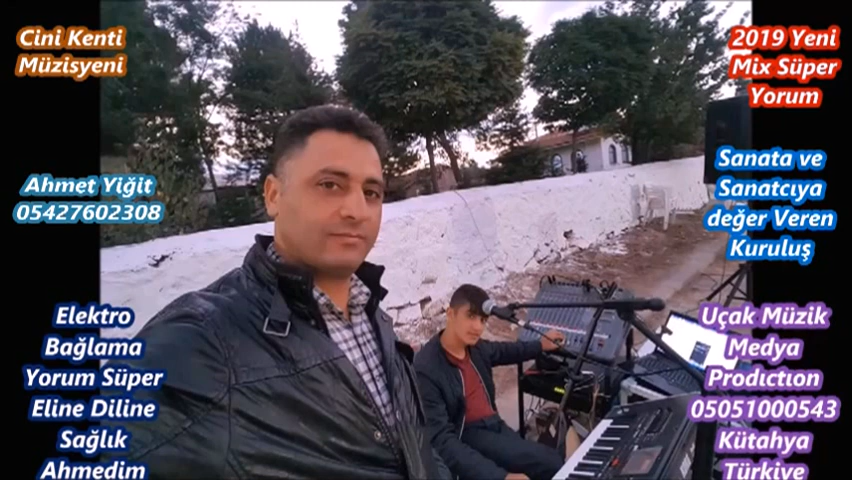 Cini Kenti
Müzisyeni
Ahmet Yiğit
05427602308
Elektro
Bağlama
Yorum Süper
Eline Diline
Sağlık
Ahmedim
2019 Yeni
Mix Süper
Yorum
Sanata ve
Sanatcıya
değer Veren
Kuruluş
Uçak Müzik
Medya
Prodıctıon
05051000543
Kütahya
Türkiye